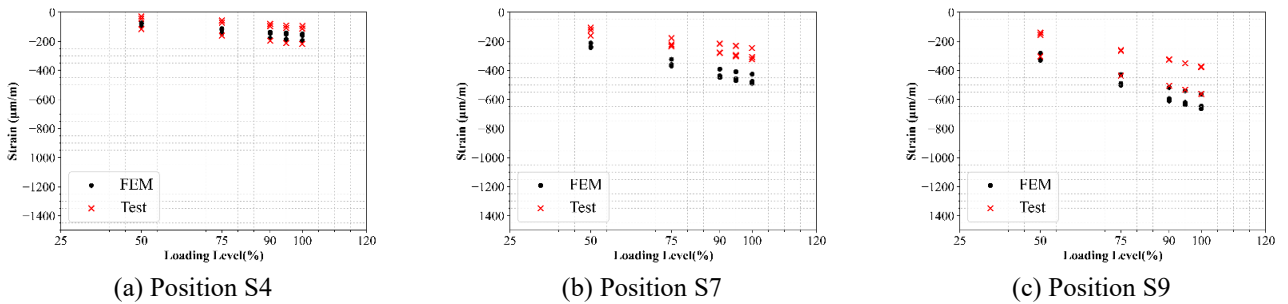 0
−200
−400
−600
−800
1000
−1200
−1400
Strain (μm/m)
FEM
Test
25 50 75 90 100 120
Loading Level(%)
(a) Position S4
0
−200
−400
−600
−800
−1000
−1200
−1400
Strain (μm/m)
FEM
Test
25 50 75 90 100 120
Loading Level(%)
(b) Position S7
0
−200
−400
−600
−800
−1000
−1200
−1400
Strain (μm/m)
FEM
Test
25 50 75 90 100 120
Loading Level(%)
(c) Position S9